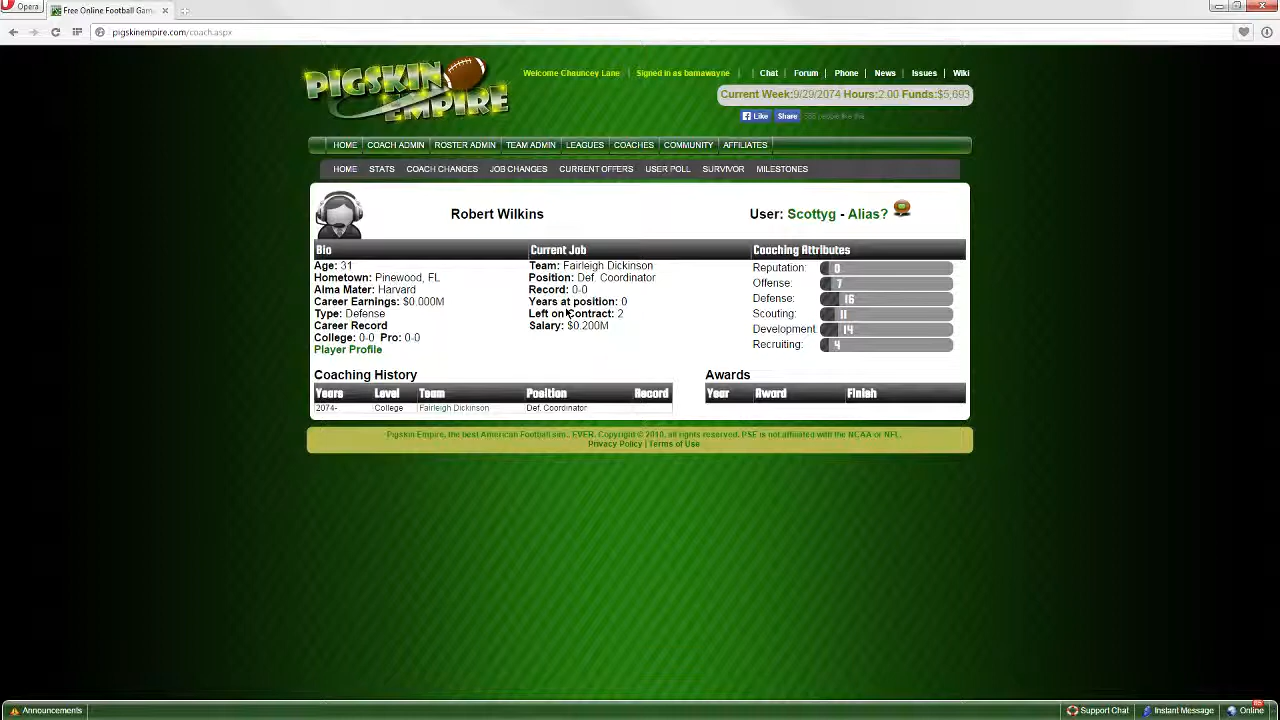 Opera
Free Online Football Gam
pigskinempire.com/coach.aspx
PIGSKIN EMPIRE
Welcome Chauncey Lane | Signed in as bamawayne | Chat | Forum | Phone | News | Issues | Wiki
Current Week:9/29/2074 Hours:2.00 Funds:$5,693
Like Share people like this
HOME COACH ADMIN ROSTER ADMIN TEAM ADMIN LEAGUES COACHES COMMUNITY AFFILIATES
HOME STATS COACH CHANGES JOB CHANGES CURRENT OFFERS USER POLL SURVIVOR MILESTONES
Robert Wilkins
User: Scottyg - Alias?
Bio
Age: 31
Hometown: Pinewood, FL
Alma Mater: Harvard
Career Earnings: $0.000M
Type: Defense
Career Record
College: 0-0 Pro: 0-0
Player Profile
Current Job
Team: Fairleigh Dickinson
Position: Def. Coordinator
Record: 0-0
Years at position: 0
Left on Contract: 2
Salary: $0.200M
Coaching Attributes
Reputation: 0
Offense: 7
Defense: 16
Scouting: 11
Development 14
Recruiting: 4
Coaching History
Years Level Team Position Record
2074- College Fairleigh Dickinson Def. Coordinator
Awards
Year Award Finish
Pigskin Empire, the best American Football sim.. EVER. Copyright © 2010, all rights reserved. PSE is not affiliated with the NCAA or NFL.
Privacy Policy | Terms of Use
Announcements
Support Chat
Instant Message
Online